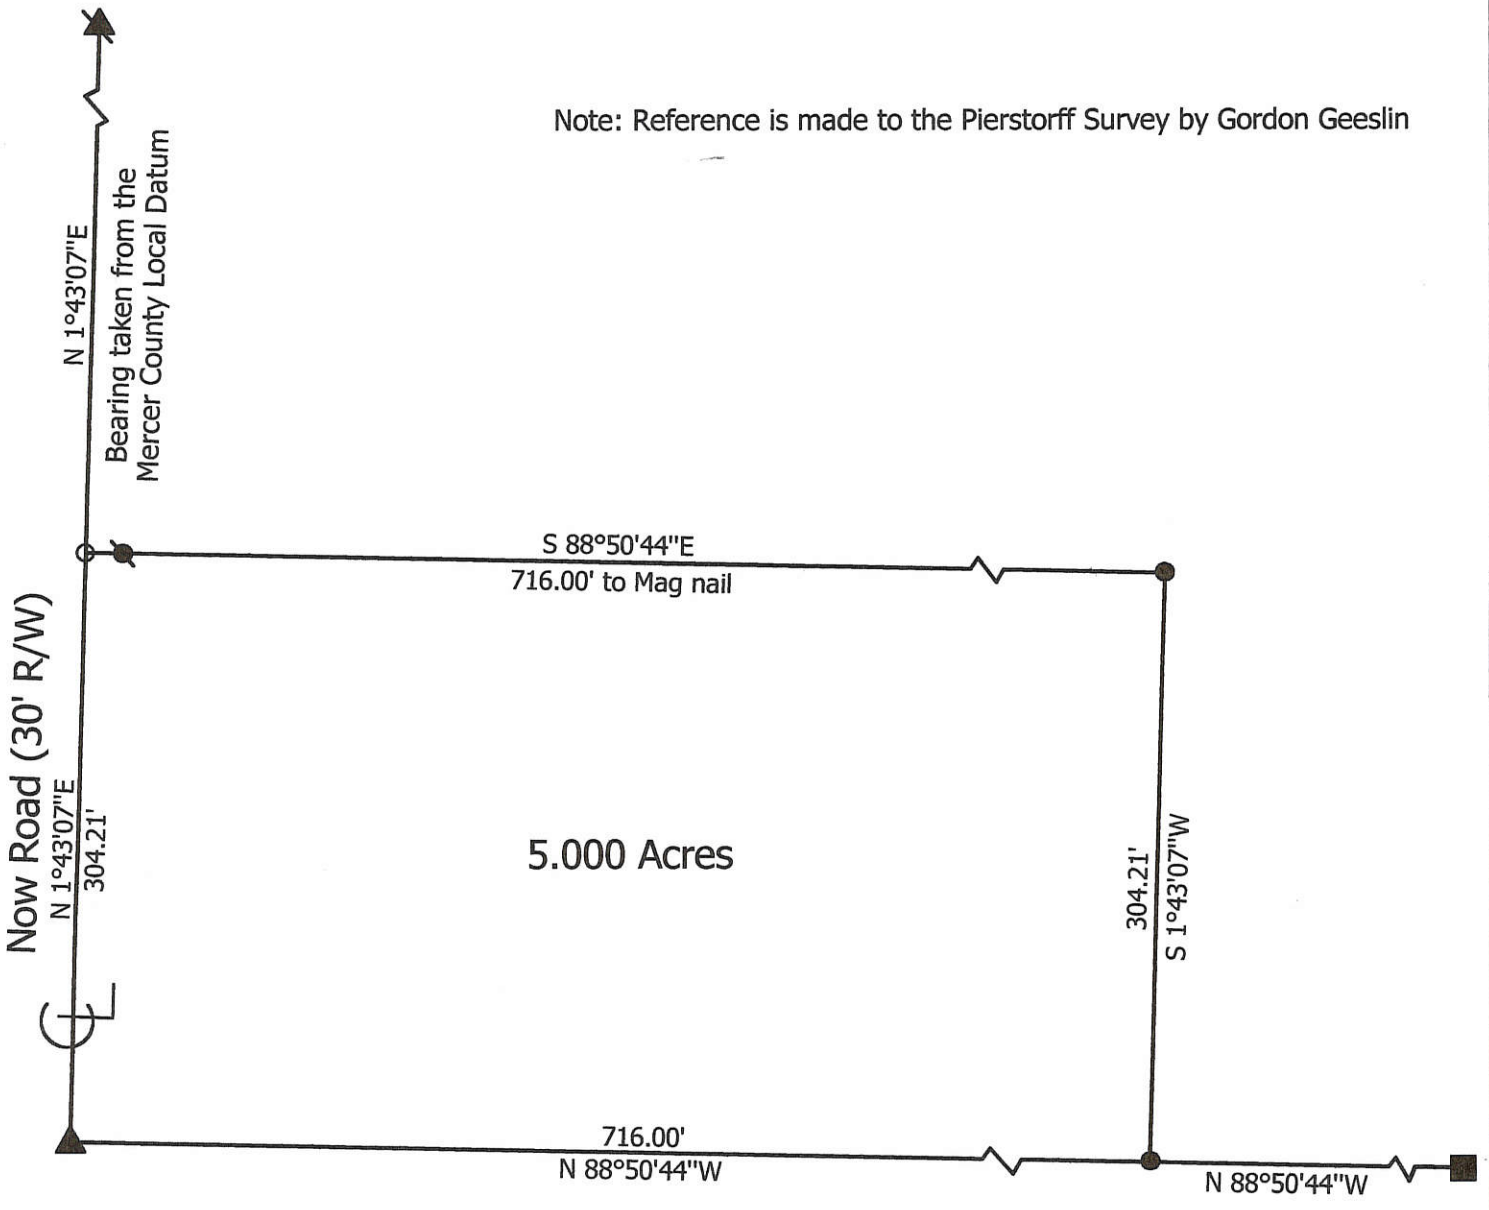 Note: Reference is made to the Pierstorff Survey by Gordon Geeslin
N 1°43'07"E
Bearing taken from the
Mercer County Local Datum
S 88°50'44"E
716.00' to Mag nail
Now Road (30' R/W)
N 1°43'07"E
304.21'
5.000 Acres
304.21'
S 1°43'07"W
716.00'
N 88°50'44"W
N 88°50'44"W